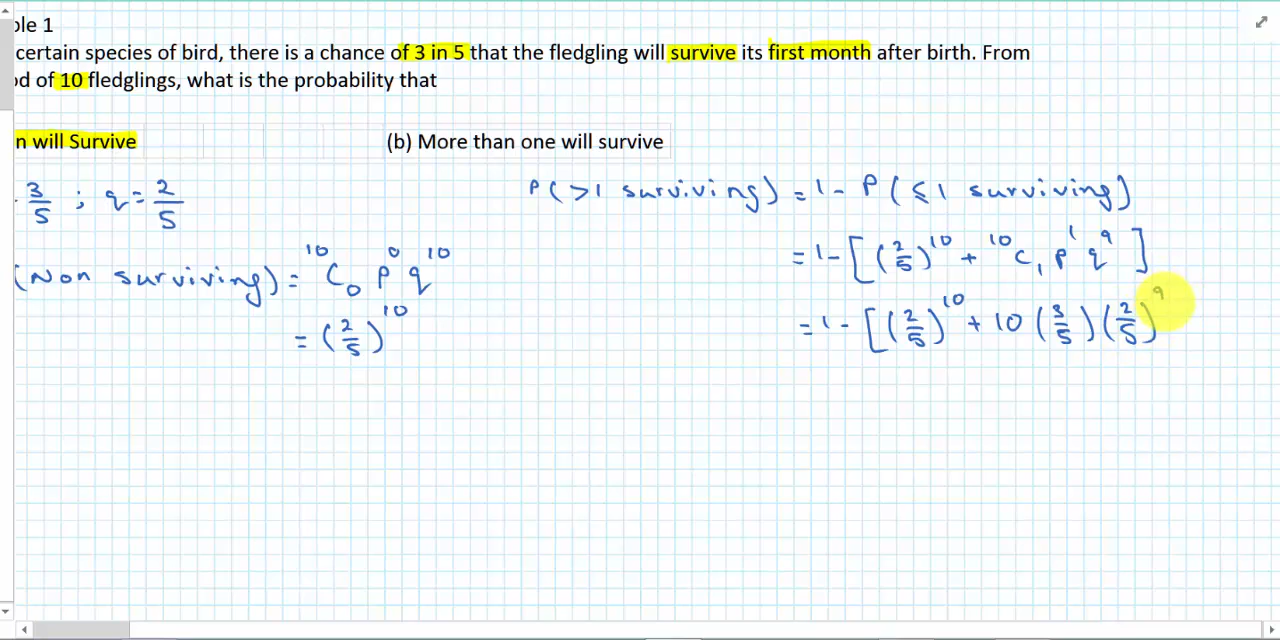 ple 1
certain species of bird, there is a chance of 3 in 5 that the fledgling will survive its first month after birth. From
od of 10 fledglings, what is the probability that
n will Survive (b) More than one will survive
3/5 ; q = 2/5
P(>1 surviving) = 1 - P(≤1 surviving)
= 1 - [(2/5)^10 + ^10C_1 p^1 q^9]
= 1 - [(2/5)^10 + 10(3/5)(2/5)^9
(Non surviving) = ^10C_0 p^0 q^10
= (2/5)^10